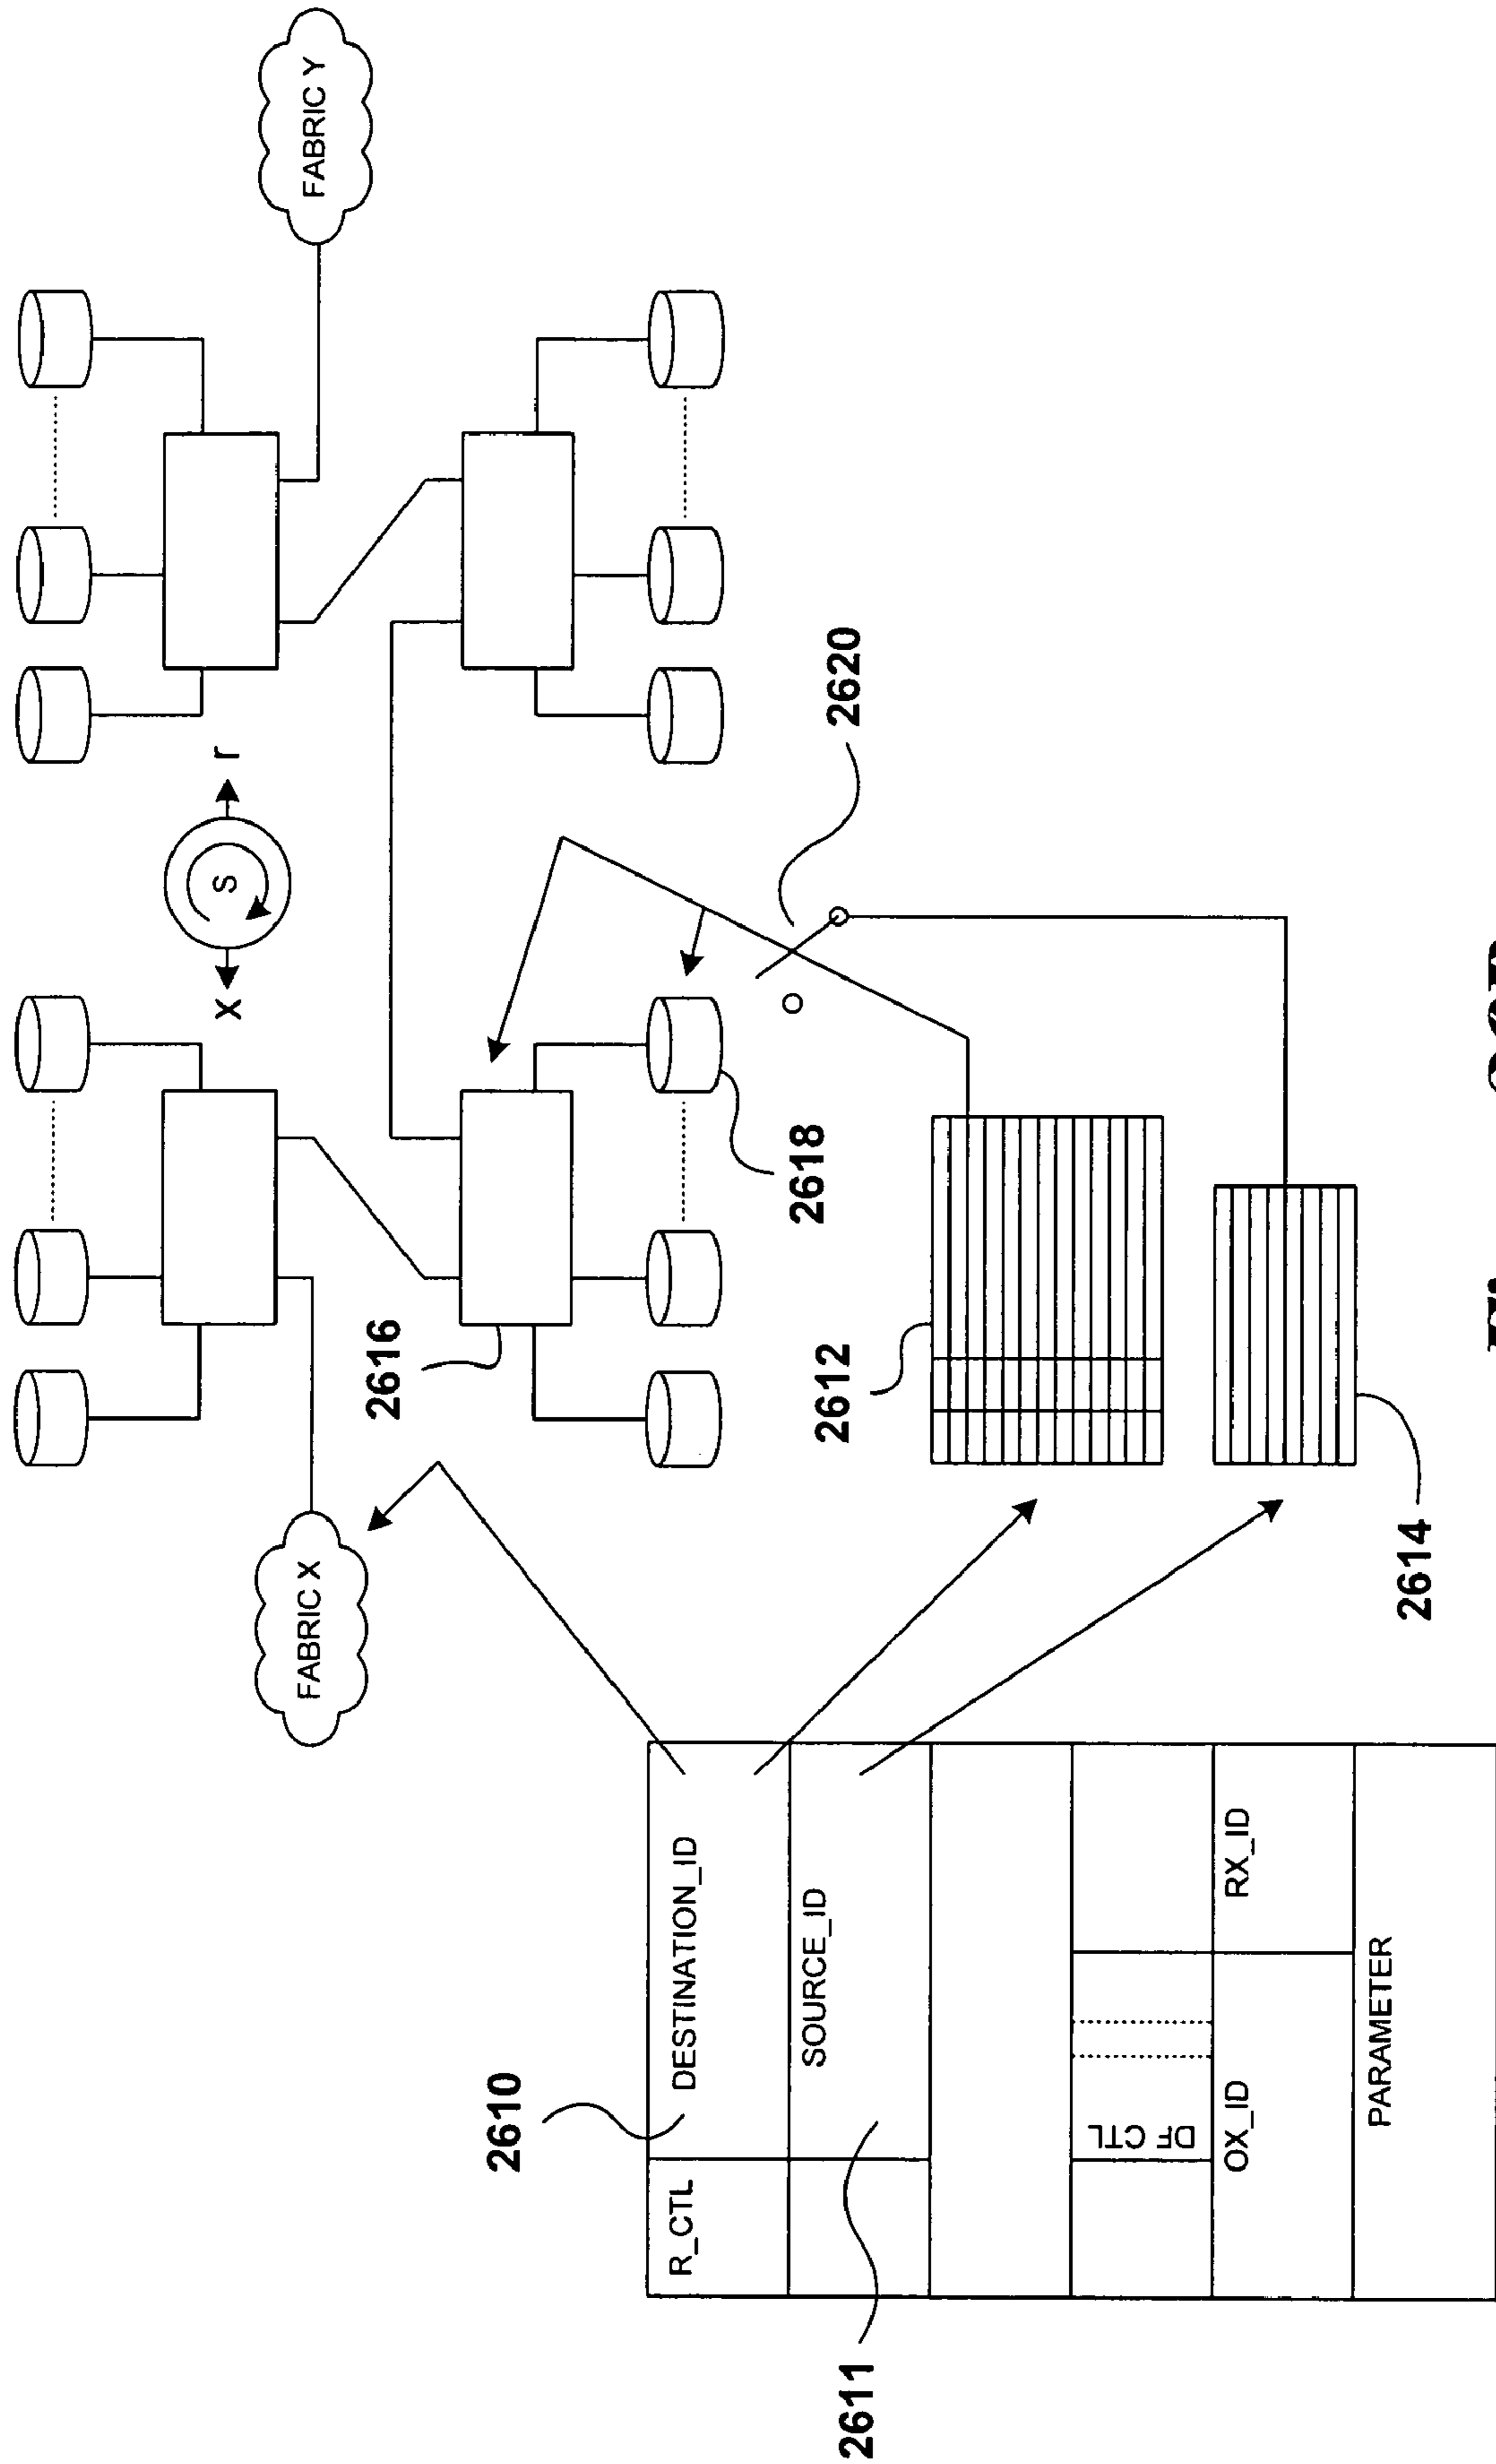 X S r
FABRIC X
FABRIC Y
2616
2610
R_CTL
DESTINATION_ID
SOURCE_ID
2618
2620
2612
2611
DF CTL
OX_ID
RX_ID
PARAMETER
2614